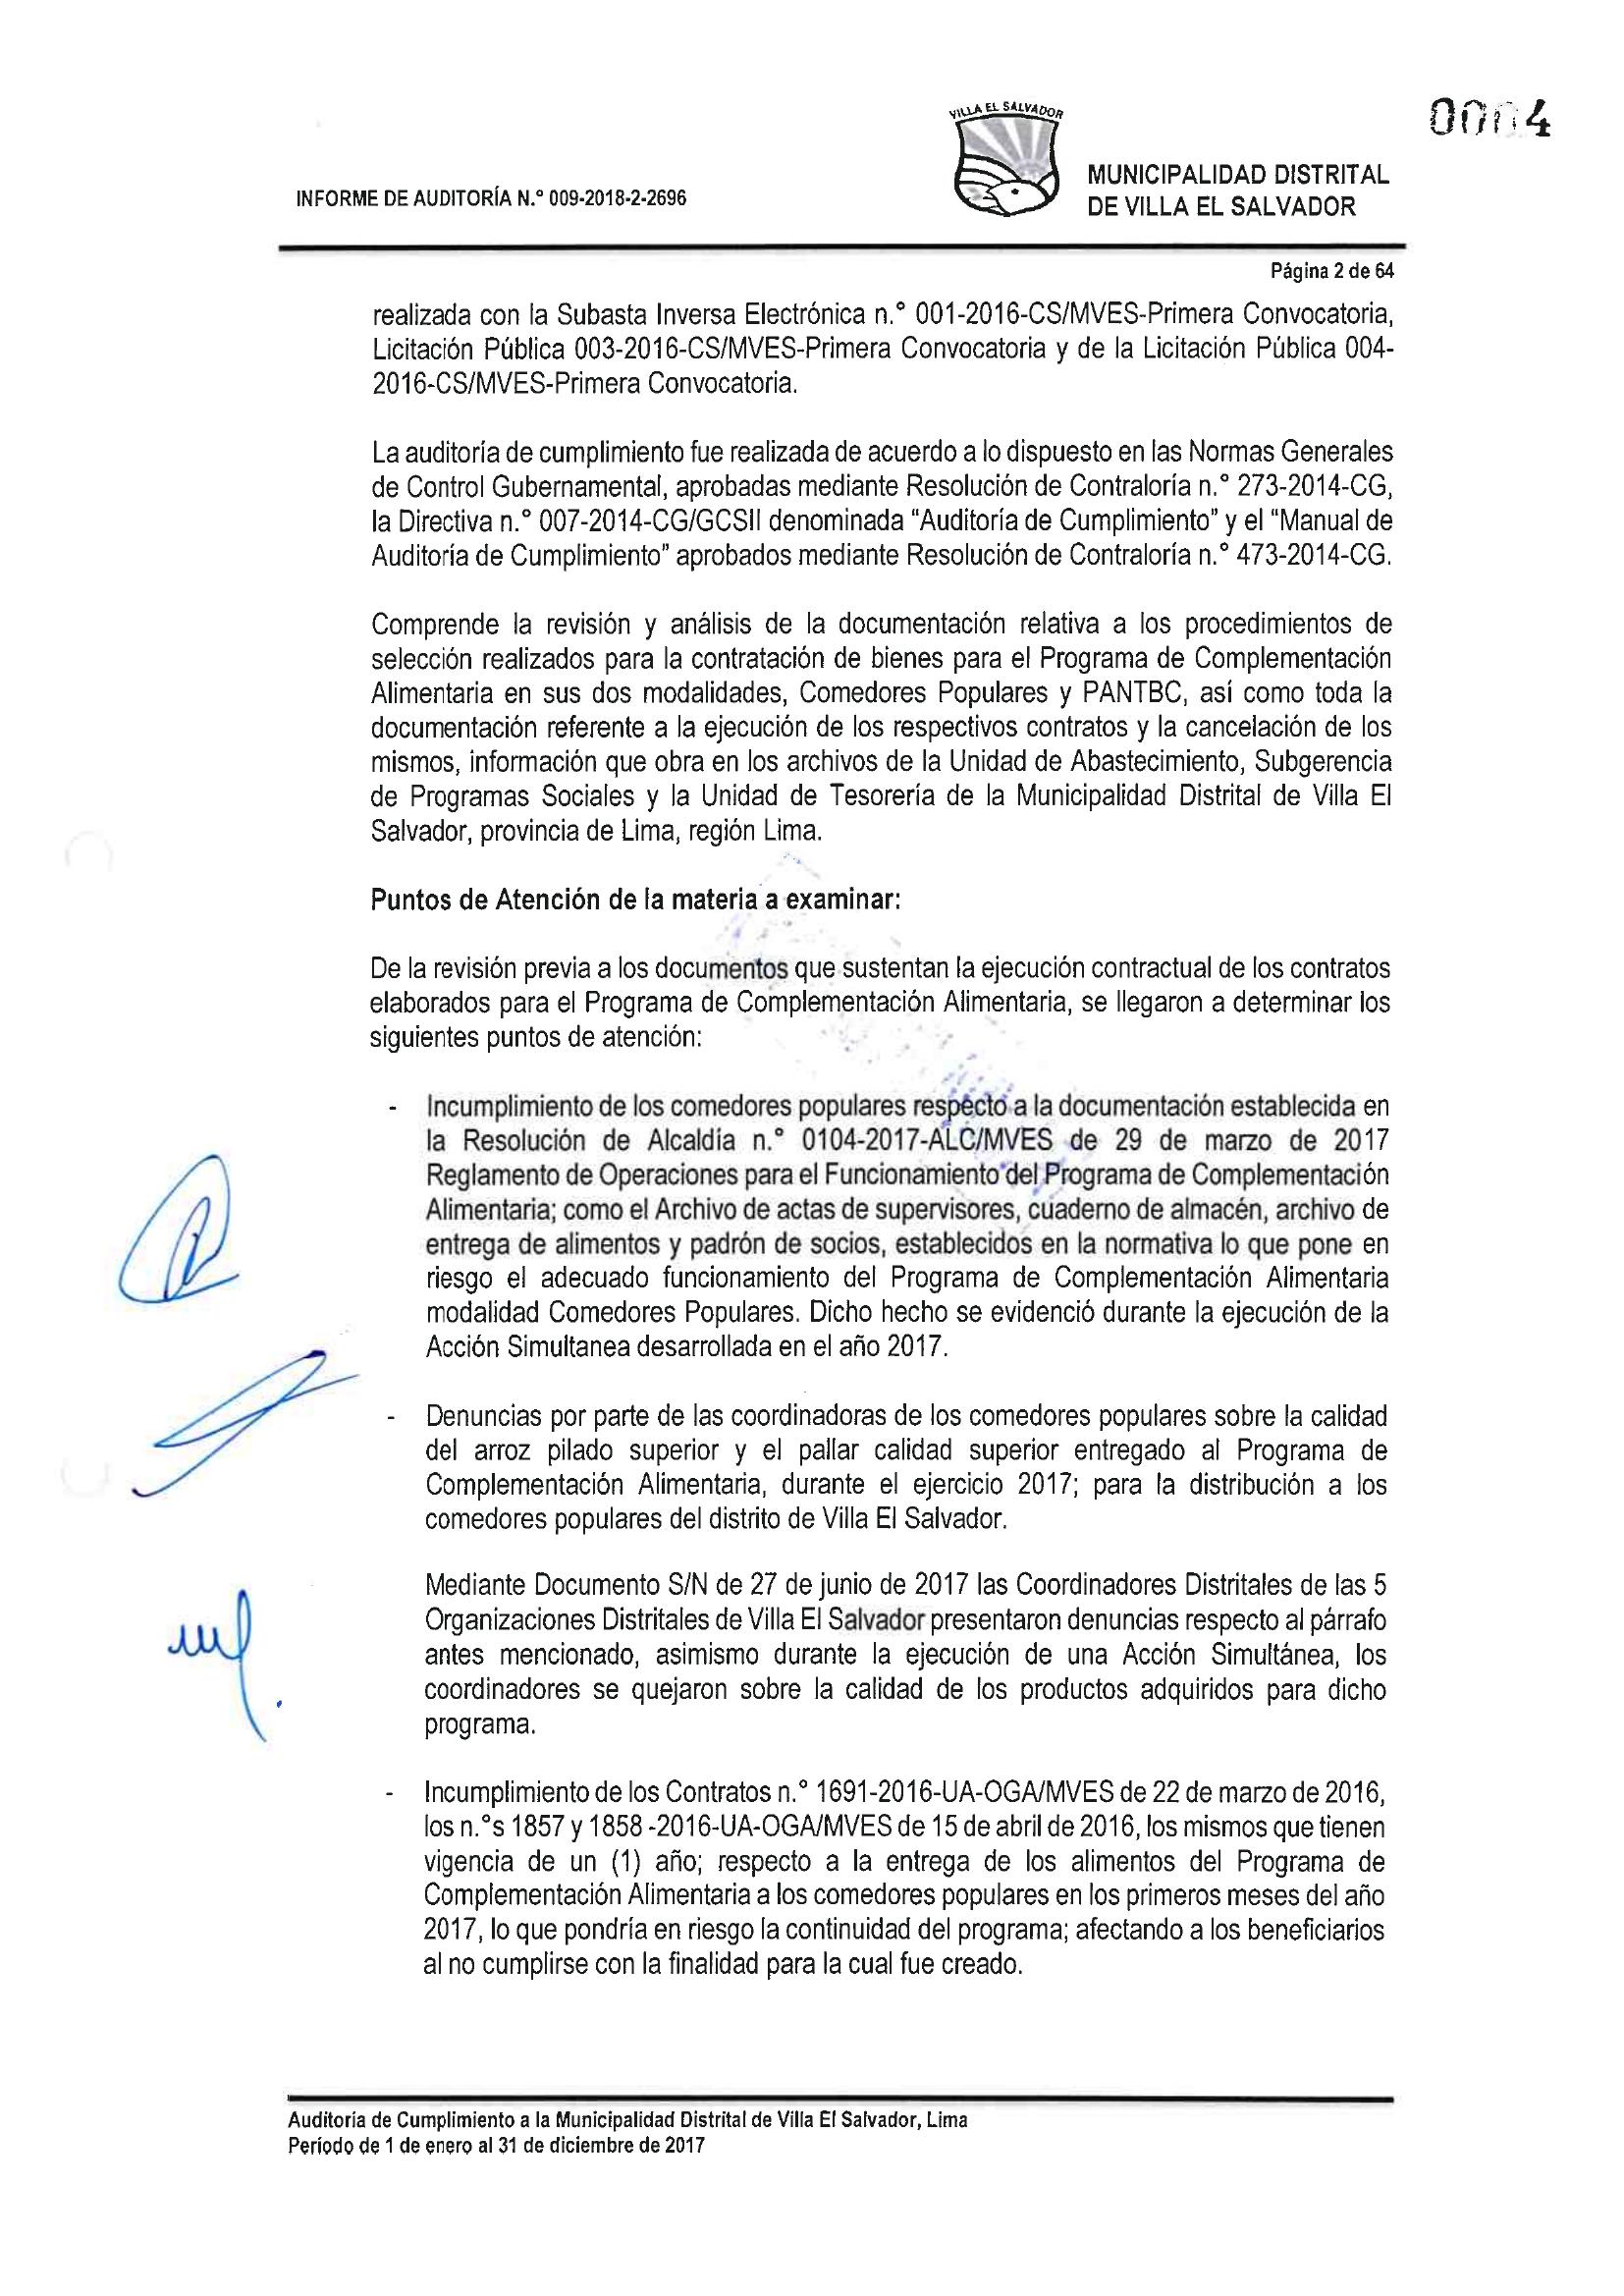 0004
VILLA EL SALVADOR
MUNICIPALIDAD DISTRITAL
DE VILLA EL SALVADOR
INFORME DE AUDITORÍA N.° 009-2018-2-2696
Página 2 de 64
realizada con la Subasta Inversa Electrónica n.° 001-2016-CS/MVES-Primera Convocatoria,
Licitación Pública 003-2016-CS/MVES-Primera Convocatoria y de la Licitación Pública 004-
2016-CS/MVES-Primera Convocatoria.
La auditoría de cumplimiento fue realizada de acuerdo a lo dispuesto en las Normas Generales
de Control Gubernamental, aprobadas mediante Resolución de Contraloría n.° 273-2014-CG,
la Directiva n.° 007-2014-CG/GCSII denominada “Auditoría de Cumplimiento” y el “Manual de
Auditoría de Cumplimiento” aprobados mediante Resolución de Contraloría n.° 473-2014-CG.
Comprende la revisión y análisis de la documentación relativa a los procedimientos de
selección realizados para la contratación de bienes para el Programa de Complementación
Alimentaria en sus dos modalidades, Comedores Populares y PANTBC, así como toda la
documentación referente a la ejecución de los respectivos contratos y la cancelación de los
mismos, información que obra en los archivos de la Unidad de Abastecimiento, Subgerencia
de Programas Sociales y la Unidad de Tesorería de la Municipalidad Distrital de Villa El
Salvador, provincia de Lima, región Lima.
Puntos de Atención de la materia a examinar:
De la revisión previa a los documentos que sustentan la ejecución contractual de los contratos
elaborados para el Programa de Complementación Alimentaria, se llegaron a determinar los
siguientes puntos de atención:
- Incumplimiento de los comedores populares respecto a la documentación establecida en
la Resolución de Alcaldía n.° 0104-2017-ALC/MVES de 29 de marzo de 2017
Reglamento de Operaciones para el Funcionamiento del Programa de Complementación
Alimentaria; como el Archivo de actas de supervisores, cuaderno de almacén, archivo de
entrega de alimentos y padrón de socios, establecidos en la normativa lo que pone en
riesgo el adecuado funcionamiento del Programa de Complementación Alimentaria
modalidad Comedores Populares. Dicho hecho se evidenció durante la ejecución de la
Acción Simultanea desarrollada en el año 2017.
- Denuncias por parte de las coordinadoras de los comedores populares sobre la calidad
del arroz pilado superior y el pallar calidad superior entregado al Programa de
Complementación Alimentaria, durante el ejercicio 2017; para la distribución a los
comedores populares del distrito de Villa El Salvador.
Mediante Documento S/N de 27 de junio de 2017 las Coordinadores Distritales de las 5
Organizaciones Distritales de Villa El Salvador presentaron denuncias respecto al párrafo
antes mencionado, asimismo durante la ejecución de una Acción Simultánea, los
coordinadores se quejaron sobre la calidad de los productos adquiridos para dicho
programa.
- Incumplimiento de los Contratos n.° 1691-2016-UA-OGA/MVES de 22 de marzo de 2016,
los n.°s 1857 y 1858 -2016-UA-OGA/MVES de 15 de abril de 2016, los mismos que tienen
vigencia de un (1) año; respecto a la entrega de los alimentos del Programa de
Complementación Alimentaria a los comedores populares en los primeros meses del año
2017, lo que pondría en riesgo la continuidad del programa; afectando a los beneficiarios
al no cumplirse con la finalidad para la cual fue creado.
Auditoría de Cumplimiento a la Municipalidad Distrital de Villa El Salvador, Lima
Período de 1 de enero al 31 de diciembre de 2017